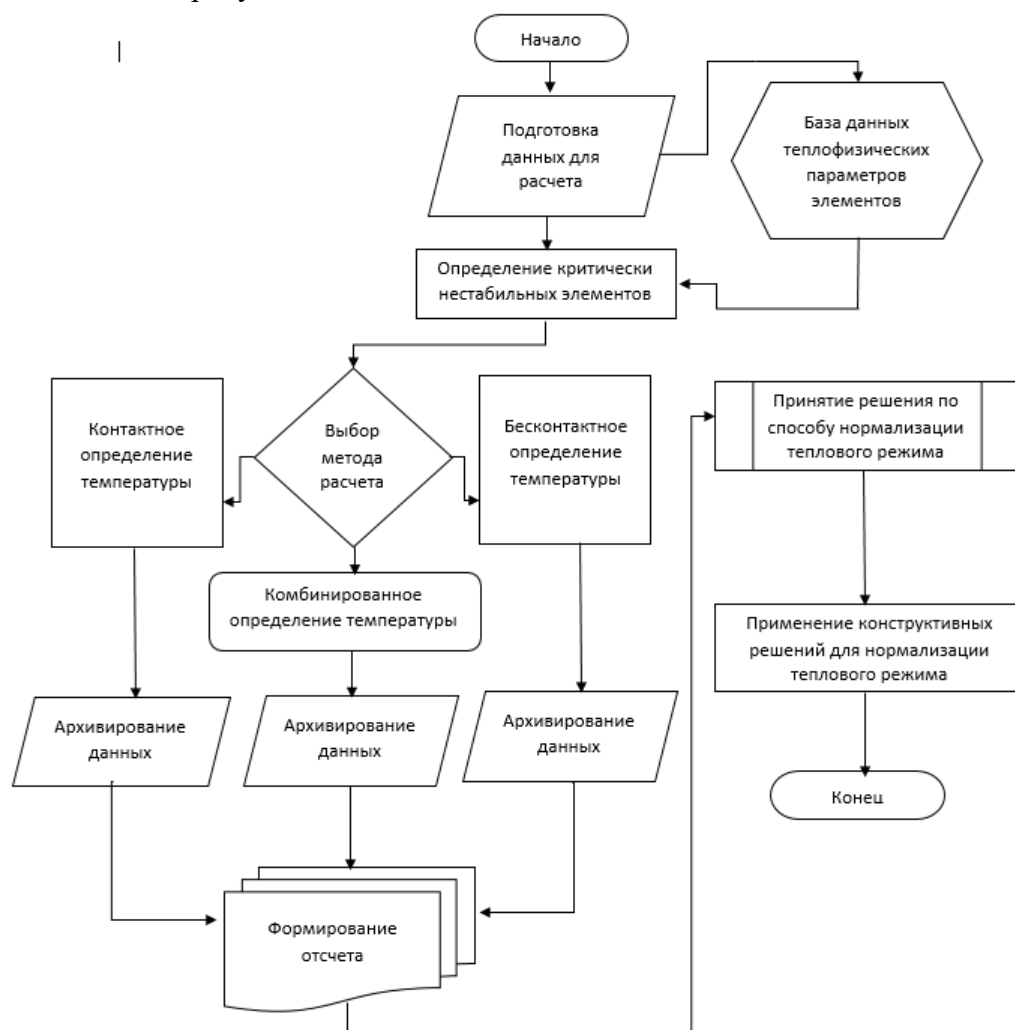 Начало
Подготовка
данных для
расчета
База данных
теплофизических
параметров
элементов
Определение критически
нестабильных элементов
Контактное
определение
температуры
Выбор
метода
расчета
Бесконтактное
определение
температуры
Принятие решения по
способу нормализации
теплового режима
Комбинированное
определение температуры
Применение конструктивных
решений для нормализации
теплового режима
Архивирование
данных
Архивирование
данных
Архивирование
данных
Конец
Формирование
отсчета